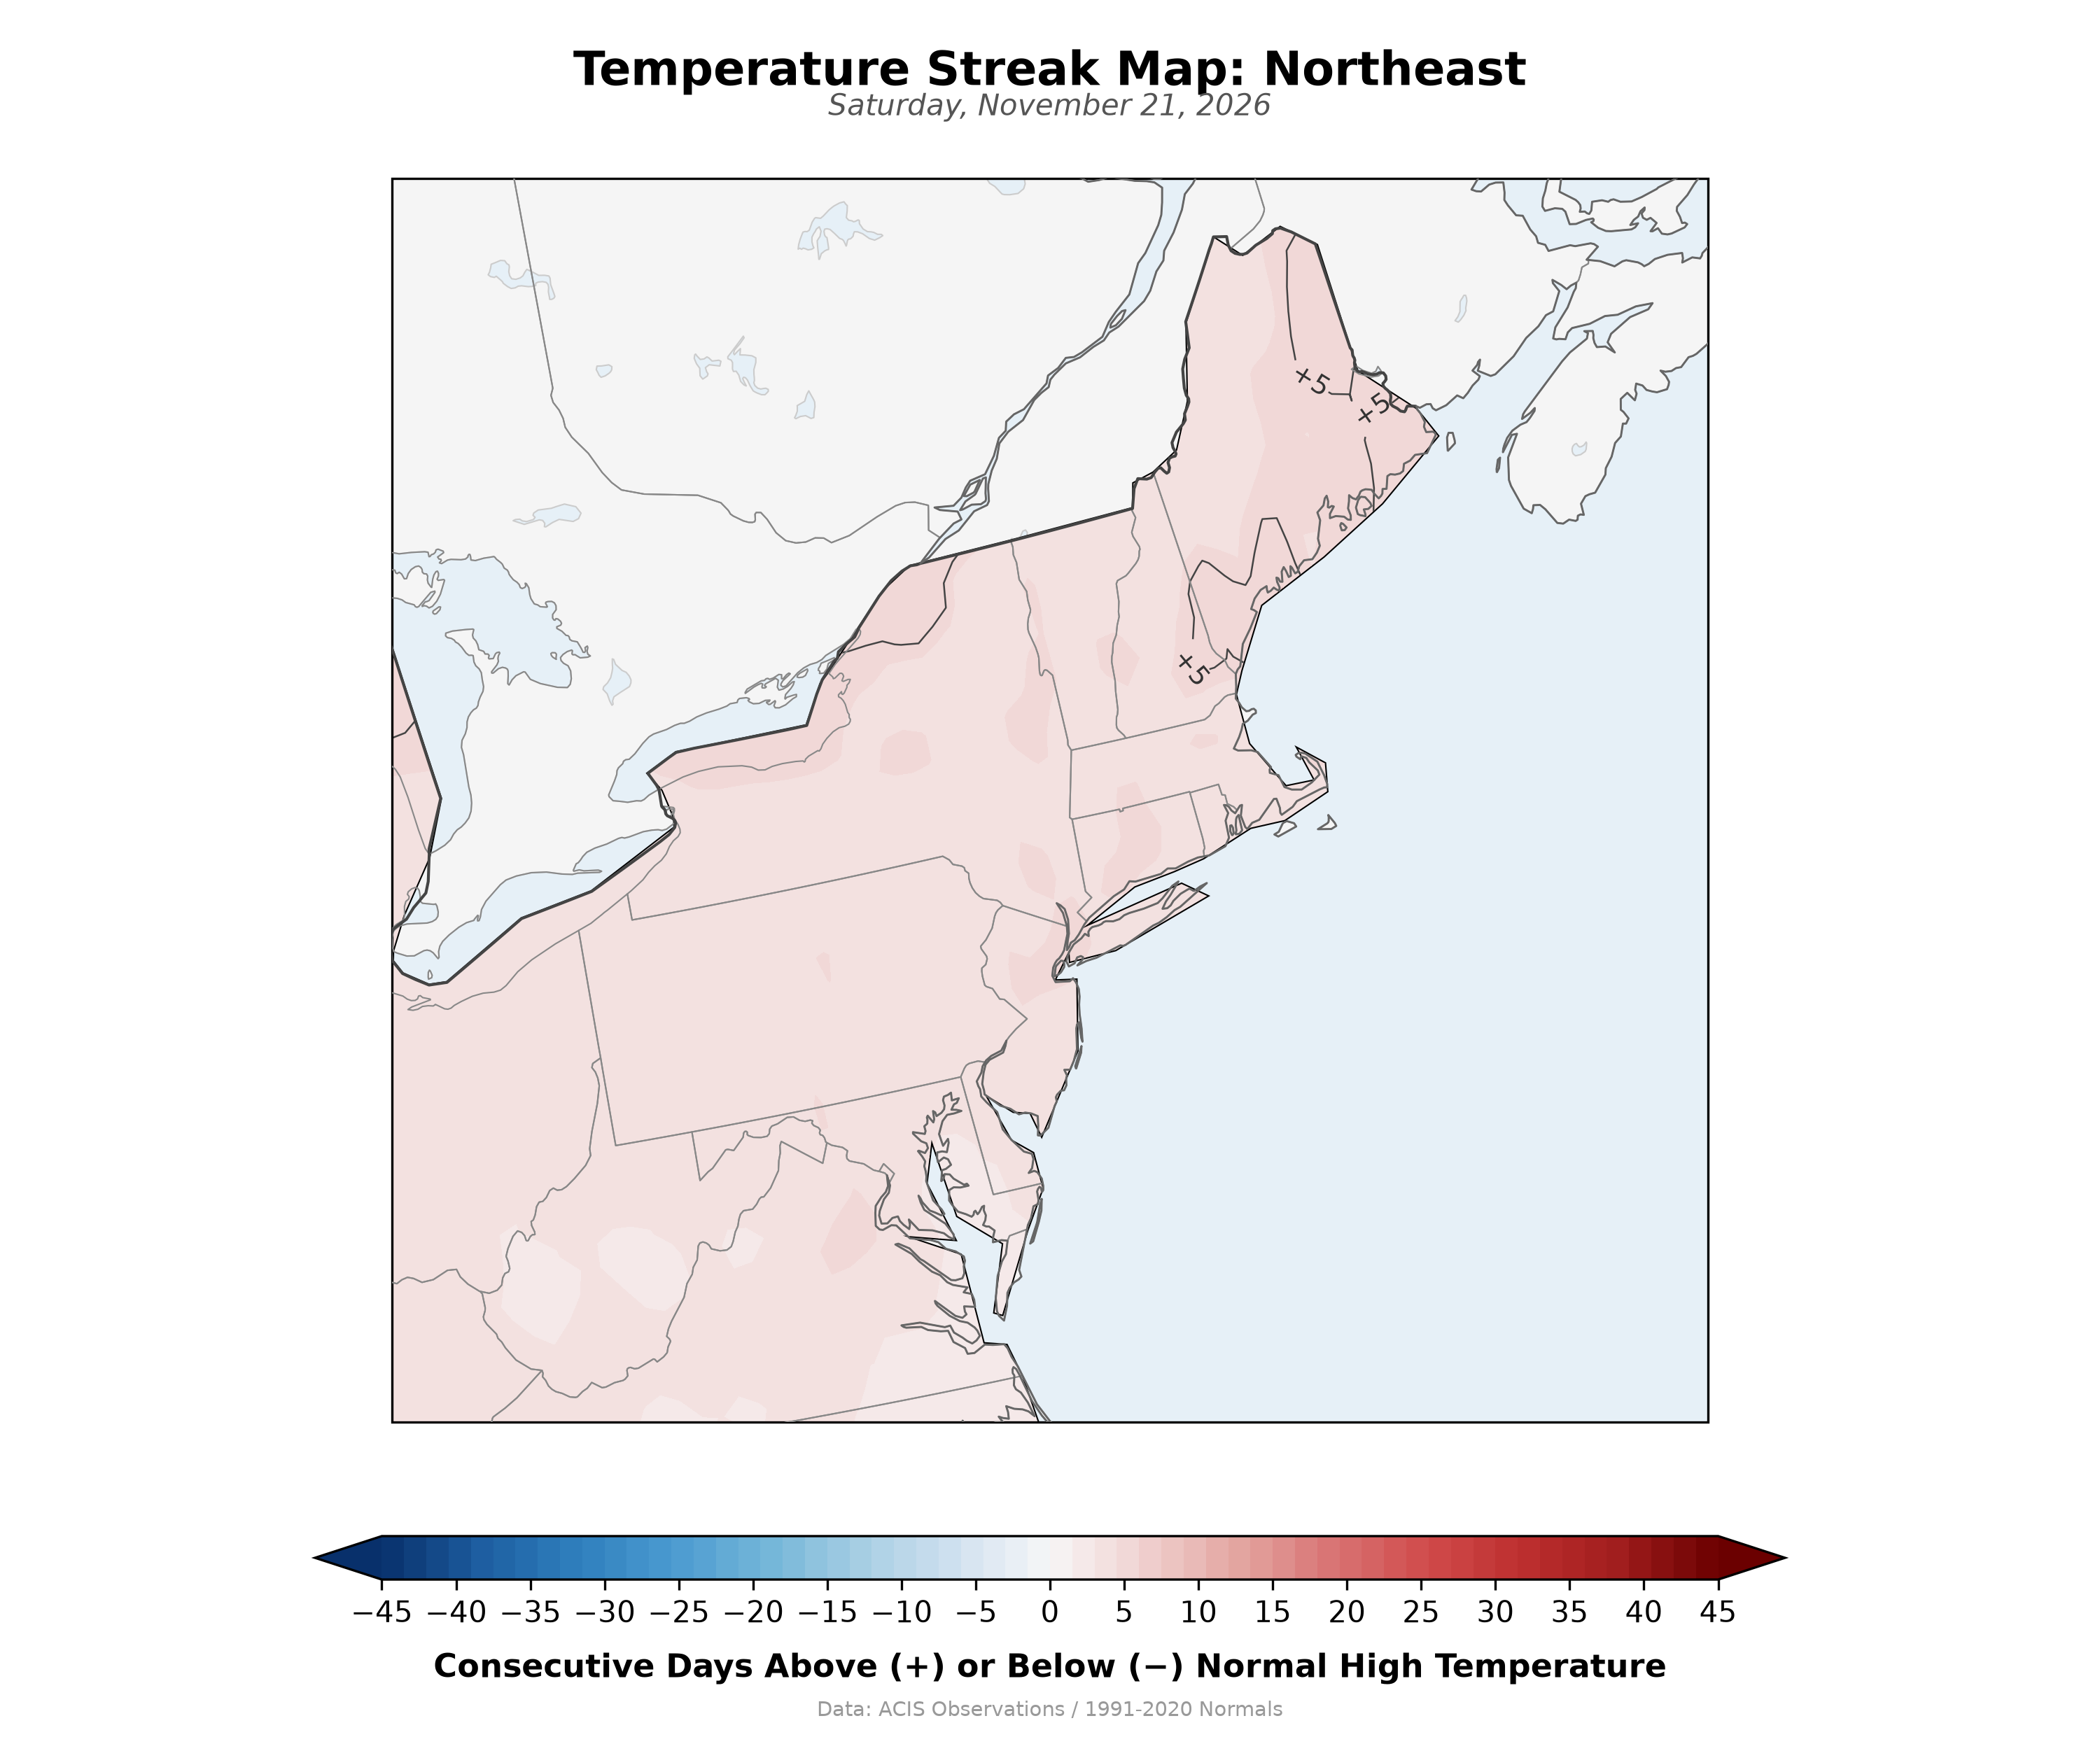 Temperature Streak Map: Northeast
Saturday, November 21, 2026
+5
+5
+5
−45 −40 −35 −30 −25 −20 −15 −10 −5 0 5 10 15 20 25 30 35 40 45
Consecutive Days Above (+) or Below (−) Normal High Temperature
Data: ACIS Observations / 1991-2020 Normals